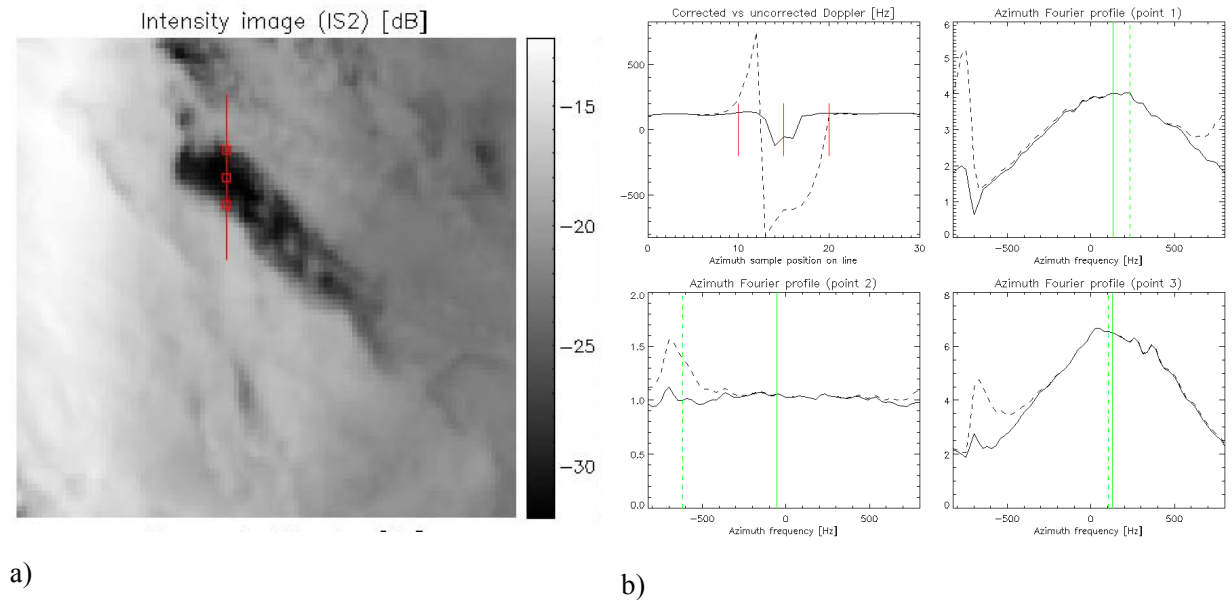 Intensity image (IS2) [dB]
−15
−20
−25
−30
a)
Corrected vs uncorrected Doppler [Hz]
500
0
−500
0 10 20 30
Azimuth sample position on line
Azimuth Fourier profile (point 1)
6
5
4
3
2
1
0
−500 0 500
Azimuth frequency [Hz]
Azimuth Fourier profile (point 2)
2.0
1.5
1.0
0.5
0.0
−500 0 500
Azimuth frequency [Hz]
Azimuth Fourier profile (point 3)
8
6
4
2
0
−500 0 500
Azimuth frequency [Hz]
b)